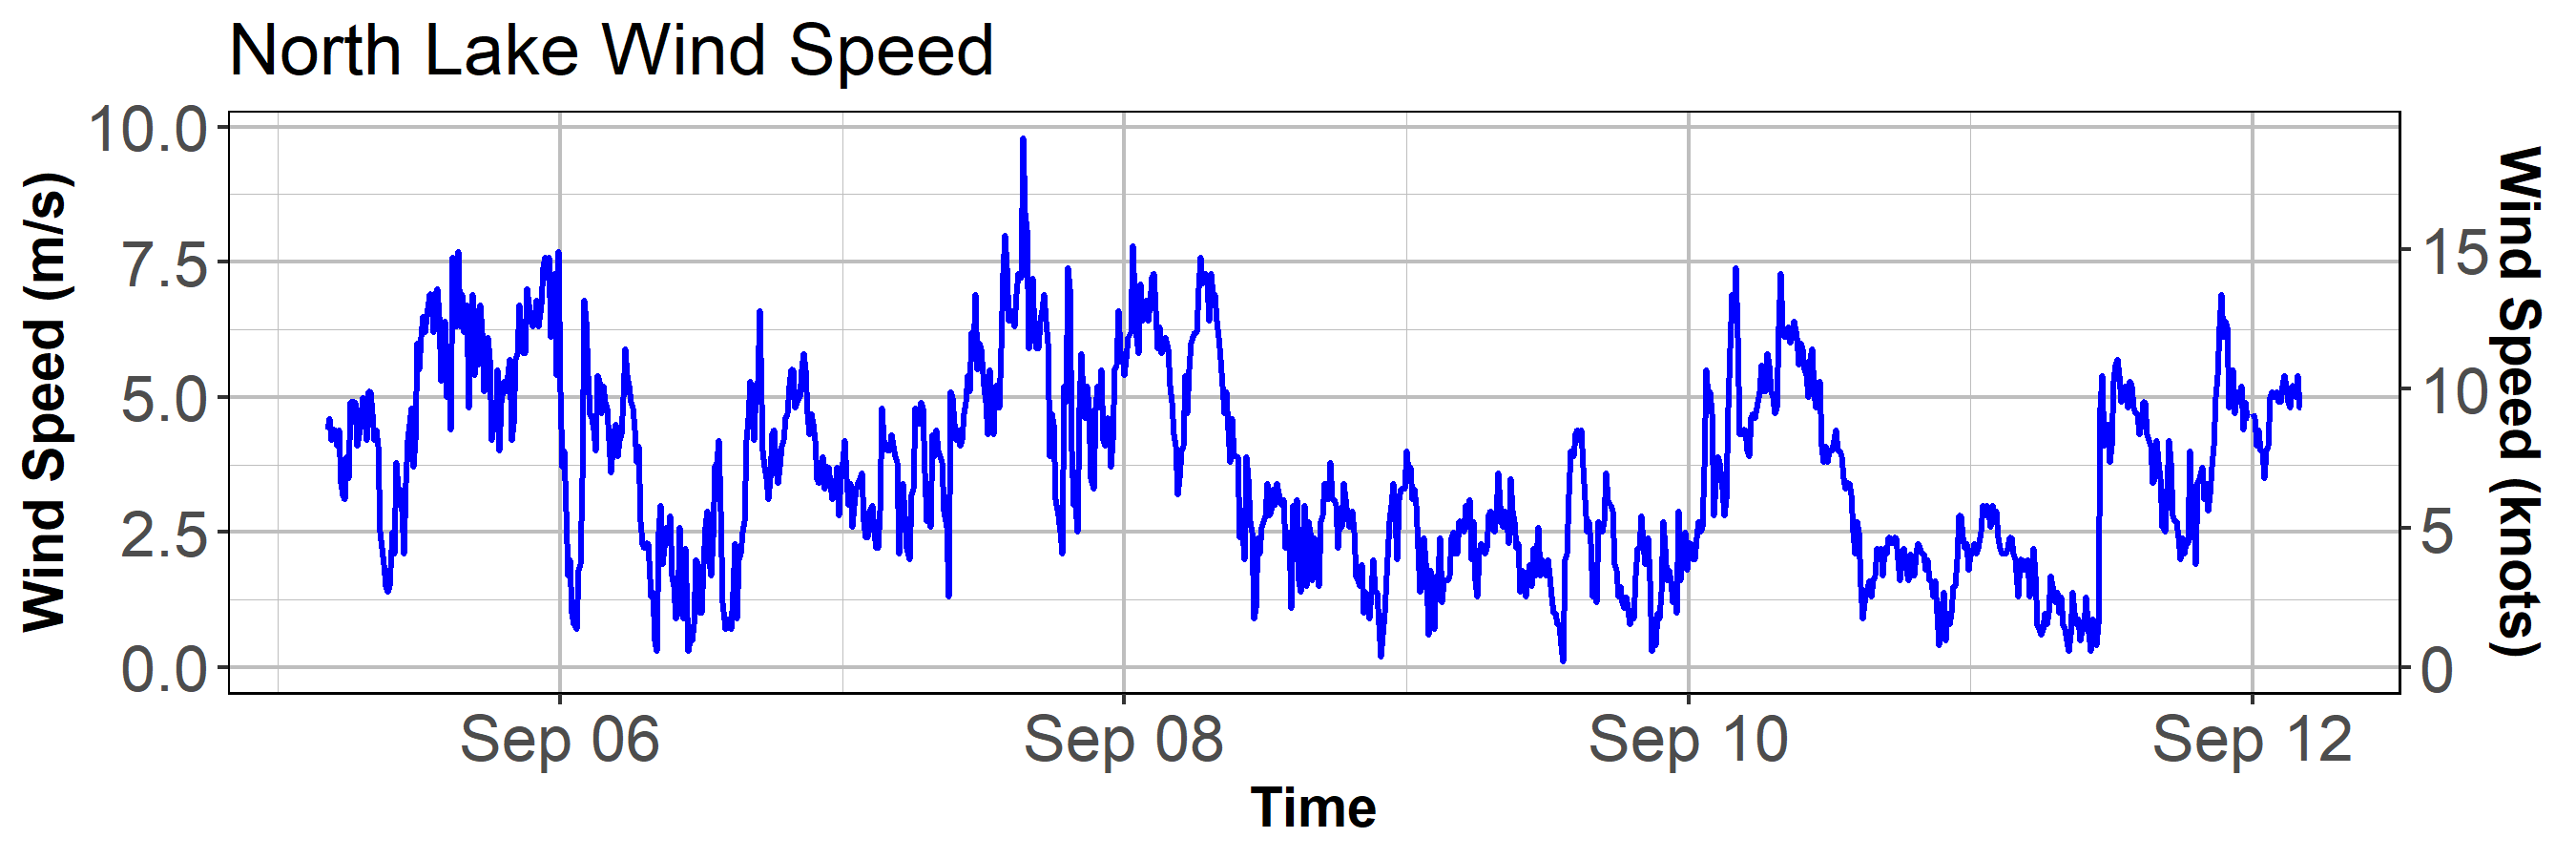 North Lake Wind Speed
Wind Speed (m/s)
10.0
7.5
5.0
2.5
0.0
Wind Speed (knots)
15
10
5
0
Sep 06
Sep 08
Sep 10
Sep 12
Time